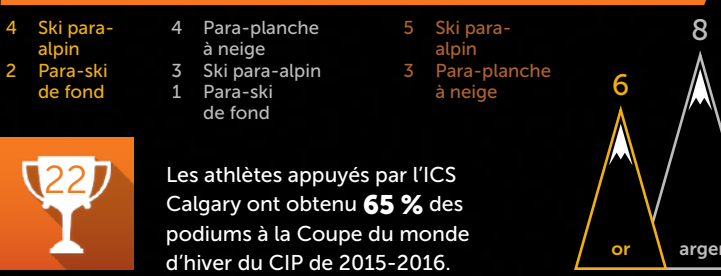 4 Ski para-
alpin
2 Para-ski
de fond
4 Para-planche
à neige
3 Ski para-alpin
1 Para-ski
de fond
5 Ski para-
alpin
3 Para-planche
à neige
6
8
or
argen
22
Les athlètes appuyés par l'ICS
Calgary ont obtenu 65 % des
podiums à la Coupe du monde
d'hiver du CIP de 2015-2016.